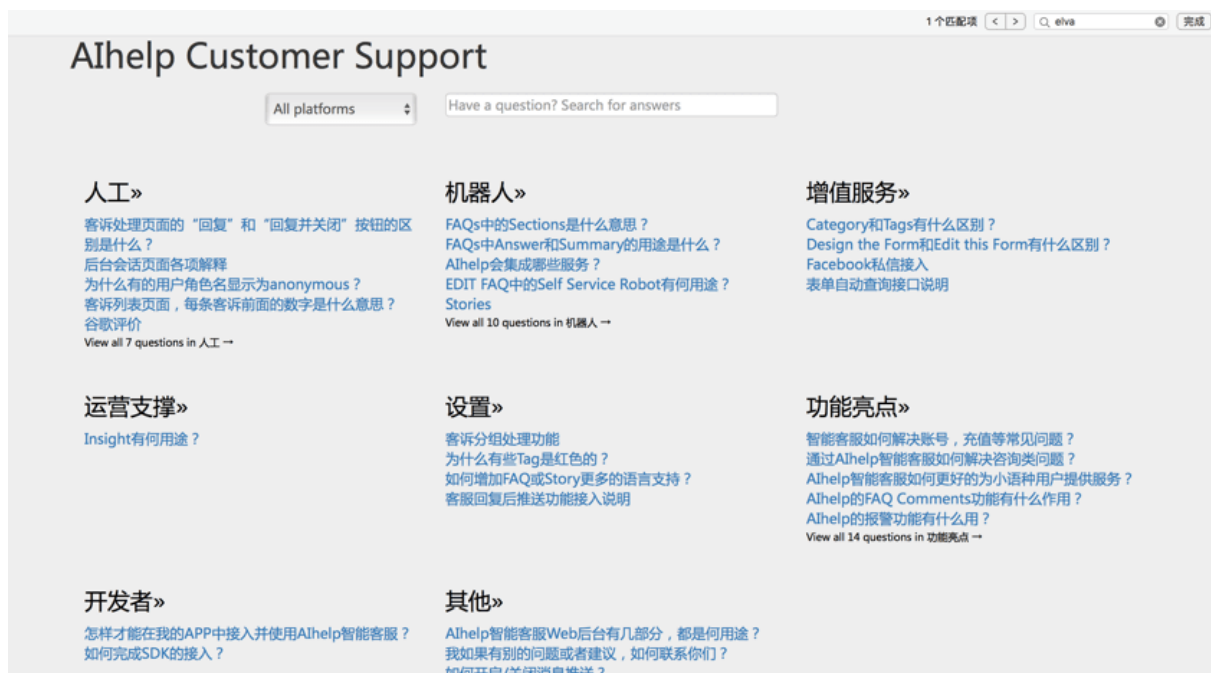 1 个匹配项 < > elva 完成
AIhelp Customer Support
All platforms
Have a question? Search for answers
人工»
客诉处理页面的“回复”和“回复并关闭”按钮的区
别是什么？
后台会话页面各项解释
为什么有的用户角色名显示为anonymous？
客诉列表页面，每条客诉前面的数字是什么意思？
谷歌评价
View all 7 questions in 人工 →
机器人»
FAQs中的Sections是什么意思？
FAQs中Answer和Summary的用途是什么？
AIhelp会集成哪些服务？
EDIT FAQ中的Self Service Robot有何用途？
Stories
View all 10 questions in 机器人 →
增值服务»
Category和Tags有什么区别？
Design the Form和Edit this Form有什么区别？
Facebook私信接入
表单自动查询接口说明
运营支撑»
Insight有何用途？
设置»
客诉分组处理功能
为什么有些Tag是红色的？
如何增加FAQ或Story更多的语言支持？
客服回复后推送功能接入说明
功能亮点»
智能客服如何解决账号，充值等常见问题？
通过AIhelp智能客服如何解决咨询类问题？
AIhelp智能客服如何更好的为小语种用户提供服务？
AIhelp的FAQ Comments功能有什么作用？
AIhelp的报警功能有什么用？
View all 14 questions in 功能亮点 →
开发者»
怎样才能在我的APP中接入并使用AIhelp智能客服？
如何完成SDK的接入？
其他»
AIhelp智能客服Web后台有几部分，都是何用途？
我如果有别的问题或者建议，如何联系你们？
如何开启/关闭消息推送？